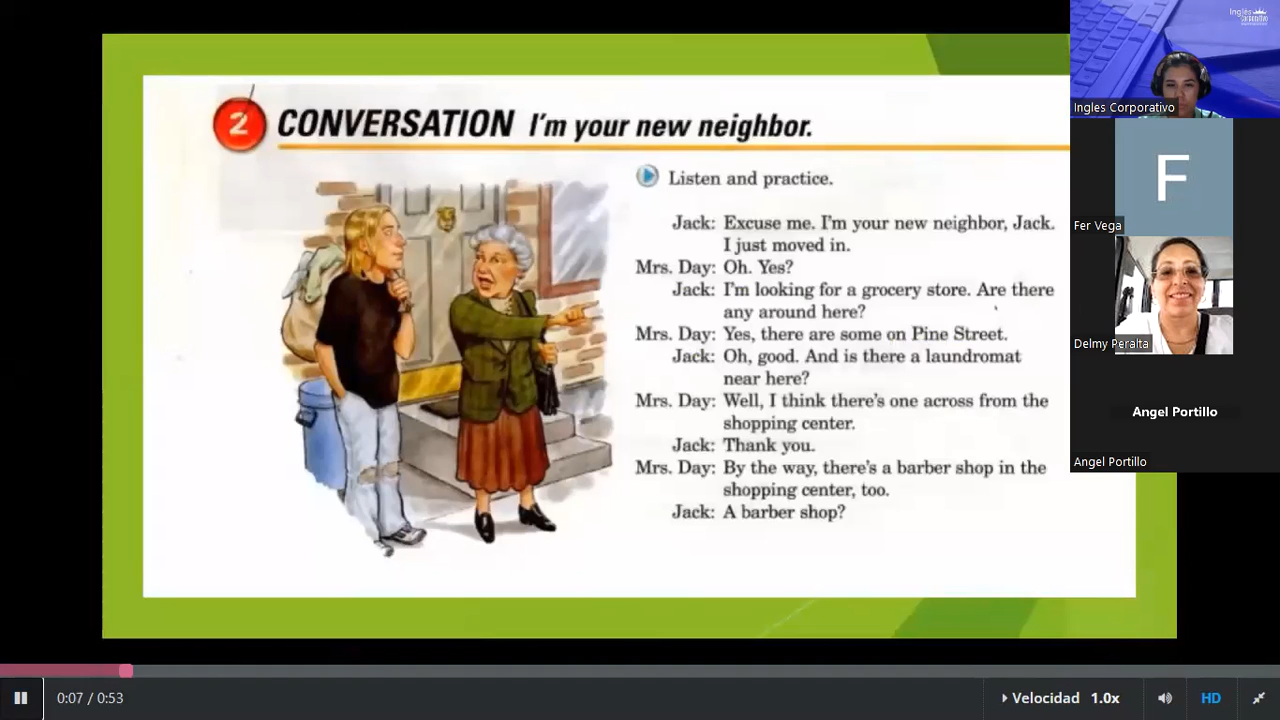 2 CONVERSATION I'm your new neighbor.
Listen and practice.
Jack: Excuse me. I'm your new neighbor, Jack.
I just moved in.
Mrs. Day: Oh. Yes?
Jack: I'm looking for a grocery store. Are there
any around here?
Mrs. Day: Yes, there are some on Pine Street.
Jack: Oh, good. And is there a laundromat
near here?
Mrs. Day: Well, I think there's one across from the
shopping center.
Jack: Thank you.
Mrs. Day: By the way, there's a barber shop in the
shopping center, too.
Jack: A barber shop?
Inglés
CORPORATIVO
Ingles Corporativo
F
Fer Vega
Delmy Peralta
Angel Portillo
Angel Portillo
0:07 / 0:53
Velocidad 1.0x
HD